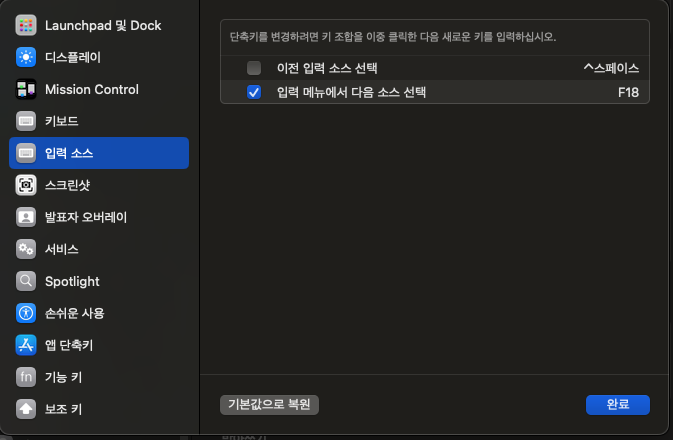 Launchpad 및 Dock
디스플레이
Mission Control
키보드
입력 소스
스크린샷
발표자 오버레이
서비스
Spotlight
손쉬운 사용
앱 단축키
fn 기능 키
보조 키
단축키를 변경하려면 키 조합을 이중 클릭한 다음 새로운 키를 입력하십시오.
이전 입력 소스 선택 ^스페이스
입력 메뉴에서 다음 소스 선택 F18
기본값으로 복원 완료